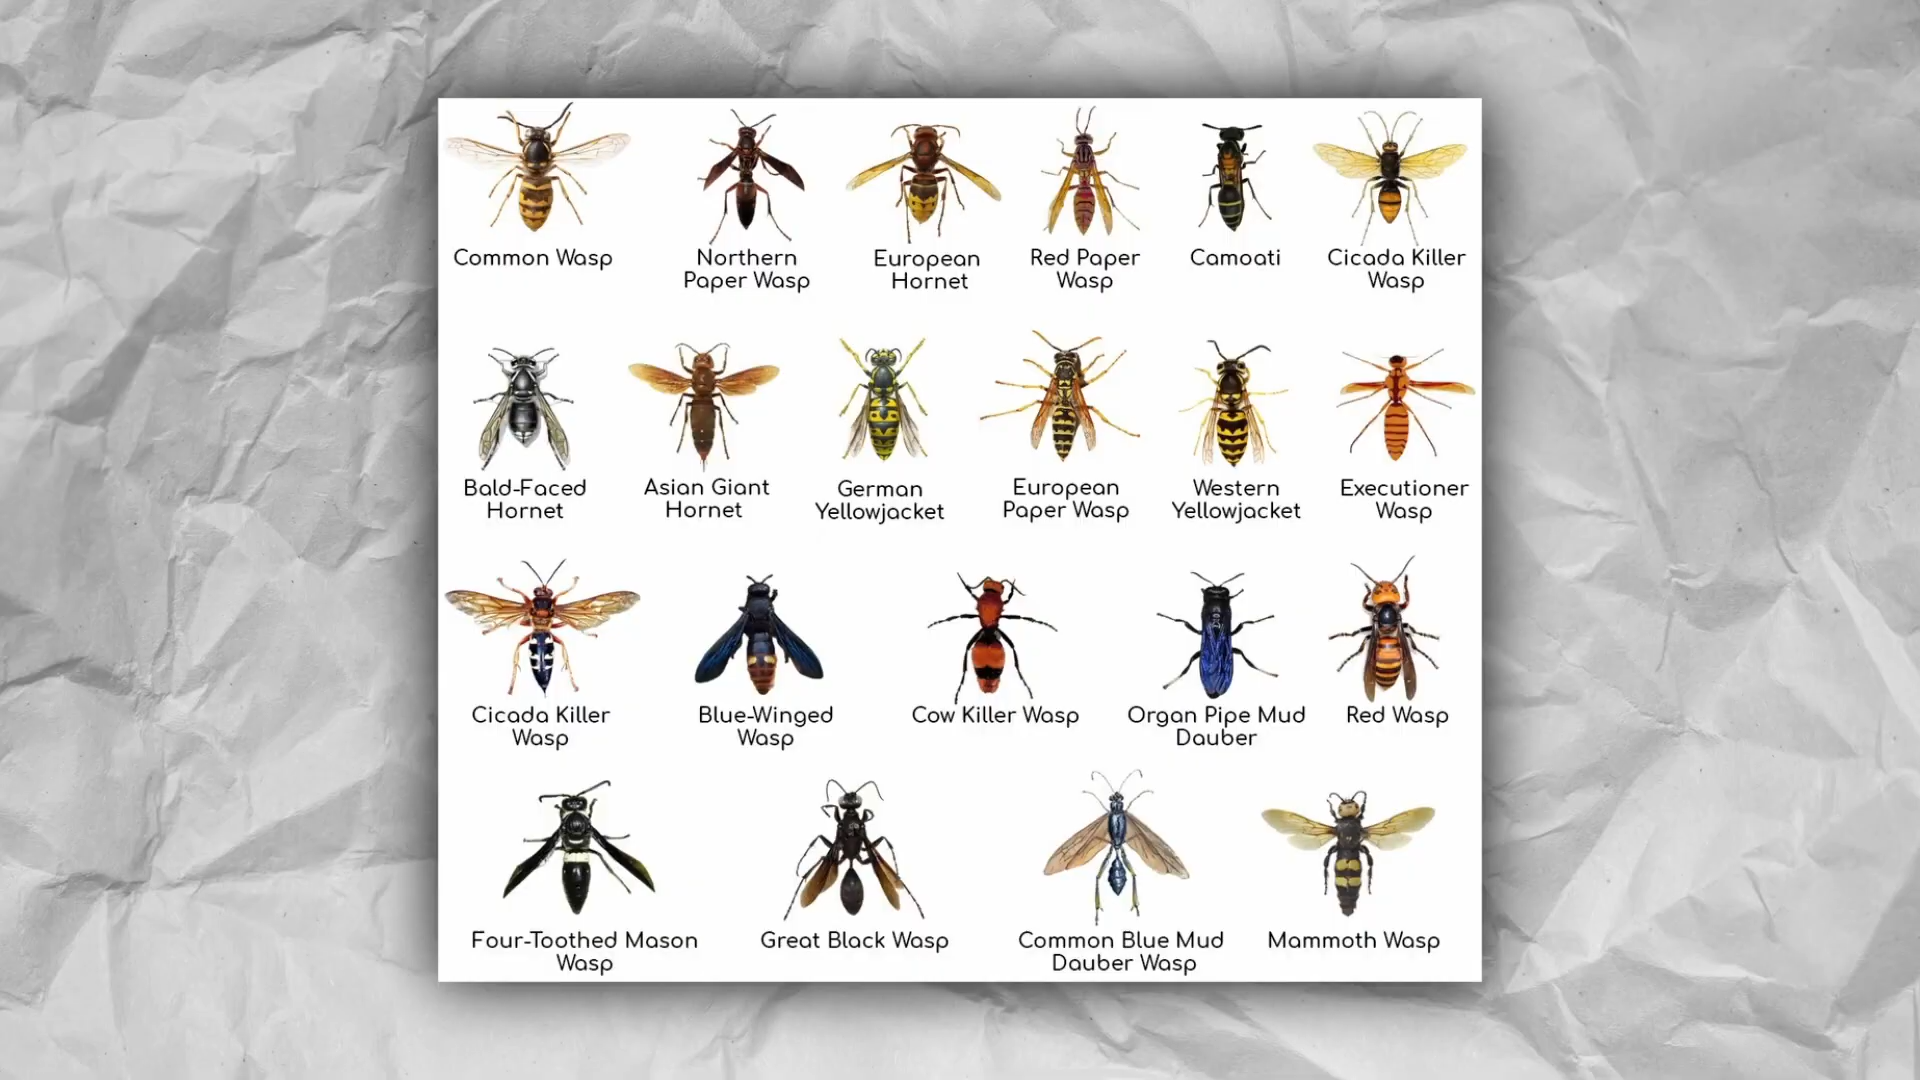 Common Wasp
Northern
Paper Wasp
European
Hornet
Red Paper
Wasp
Camoati
Cicada Killer
Wasp
Bald-Faced
Hornet
Asian Giant
Hornet
German
Yellowjacket
European
Paper Wasp
Western
Yellowjacket
Executioner
Wasp
Cicada Killer
Wasp
Blue-Winged
Wasp
Cow Killer Wasp
Organ Pipe Mud
Dauber
Red Wasp
Four-Toothed Mason
Wasp
Great Black Wasp
Common Blue Mud
Dauber Wasp
Mammoth Wasp